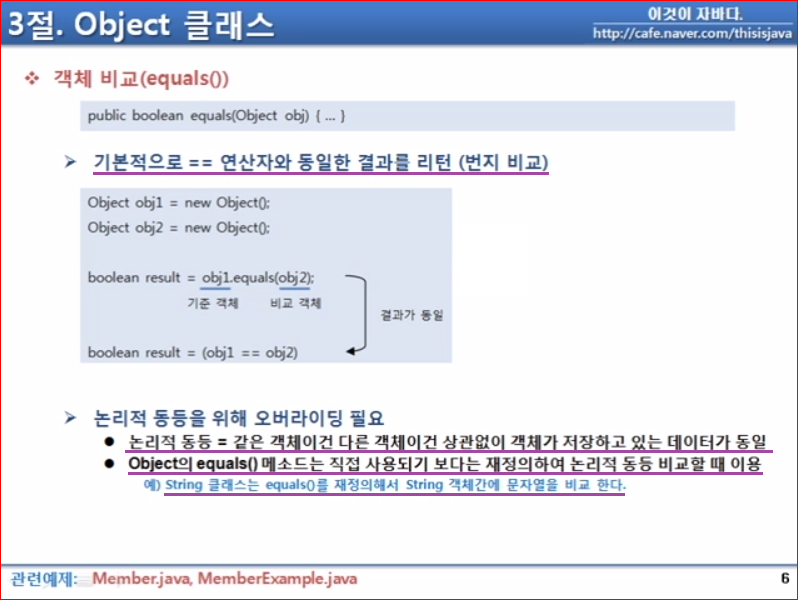 3절. Object 클래스
이것이 자바다.
http://cafe.naver.com/thisisjava
❖ 객체 비교(equals())
public boolean equals(Object obj) { ... }
➢ 기본적으로 == 연산자와 동일한 결과를 리턴 (번지 비교)
Object obj1 = new Object();
Object obj2 = new Object();
boolean result = obj1.equals(obj2);
기준 객체 비교 객체
결과가 동일
boolean result = (obj1 == obj2)
➢ 논리적 동등을 위해 오버라이딩 필요
● 논리적 동등 = 같은 객체이건 다른 객체이건 상관없이 객체가 저장하고 있는 데이터가 동일
● Object의 equals() 메소드는 직접 사용되기 보다는 재정의하여 논리적 동등 비교할 때 이용
예) String 클래스는 equals()를 재정의해서 String 객체간에 문자열을 비교 한다.
관련예제: Member.java, MemberExample.java
6